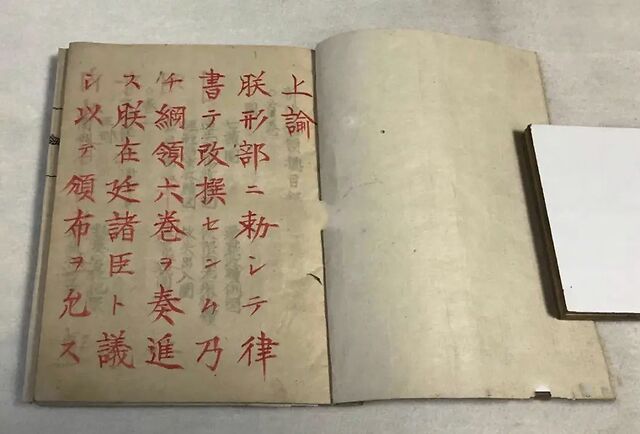 上諭
朕形部ニ勅シテ律
書ヲ改撰セシム乃
チ綱領六巻ヲ奏進
ス朕在廷諸臣ト議
シ以テ頒布ヲ允ス